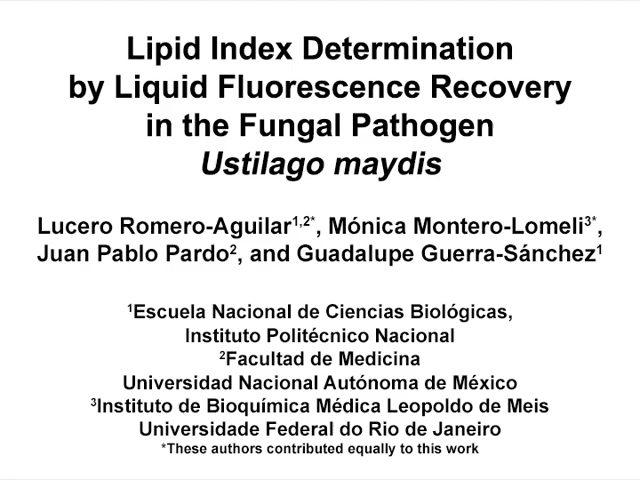 Lipid Index Determination
by Liquid Fluorescence Recovery
in the Fungal Pathogen
Ustilago maydis
Lucero Romero-Aguilar1,2*, Mónica Montero-Lomeli3*,
Juan Pablo Pardo2, and Guadalupe Guerra-Sánchez1
1Escuela Nacional de Ciencias Biológicas,
Instituto Politécnico Nacional
2Facultad de Medicina
Universidad Nacional Autónoma de México
3Instituto de Bioquímica Médica Leopoldo de Meis
Universidade Federal do Rio de Janeiro
*These authors contributed equally to this work